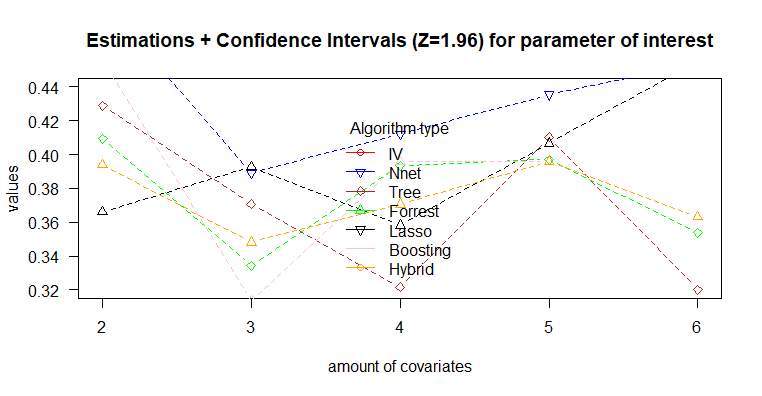 Estimations + Confidence Intervals (Z=1.96) for parameter of interest
values
0.44
0.42
0.40
0.38
0.36
0.34
0.32
Algorithm type
IV
Nnet
Tree
Forrest
Lasso
Boosting
Hybrid
2 3 4 5 6
amount of covariates